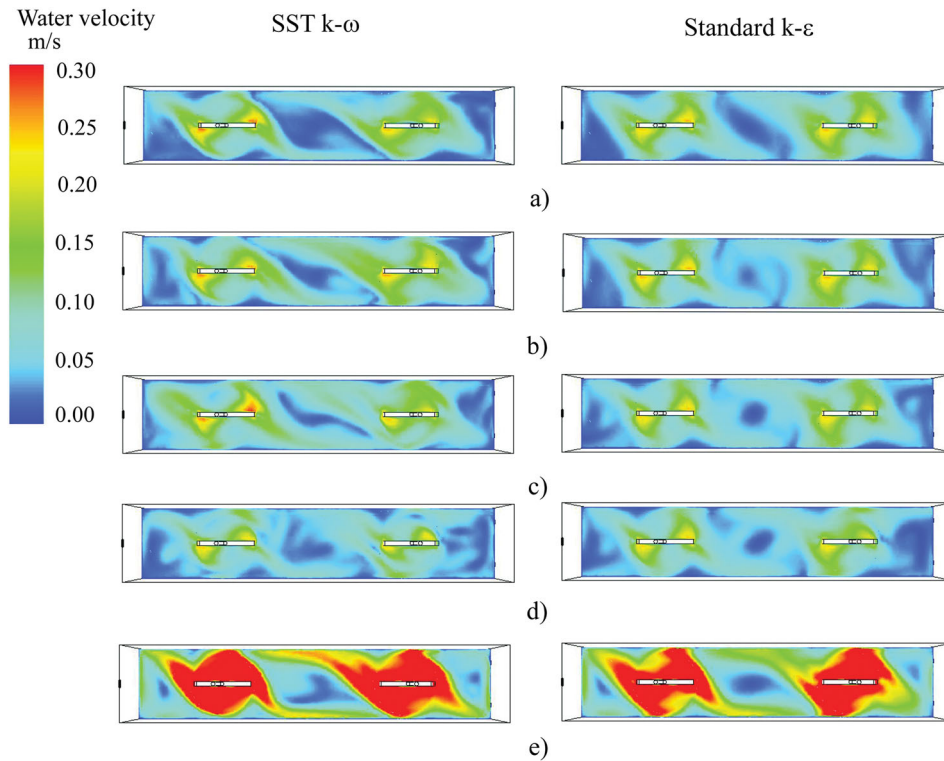 Water velocity
m/s
SST k-ω
Standard k-ε
0.30
0.25
0.20
0.15
0.10
0.05
0.00
a)
b)
c)
d)
e)